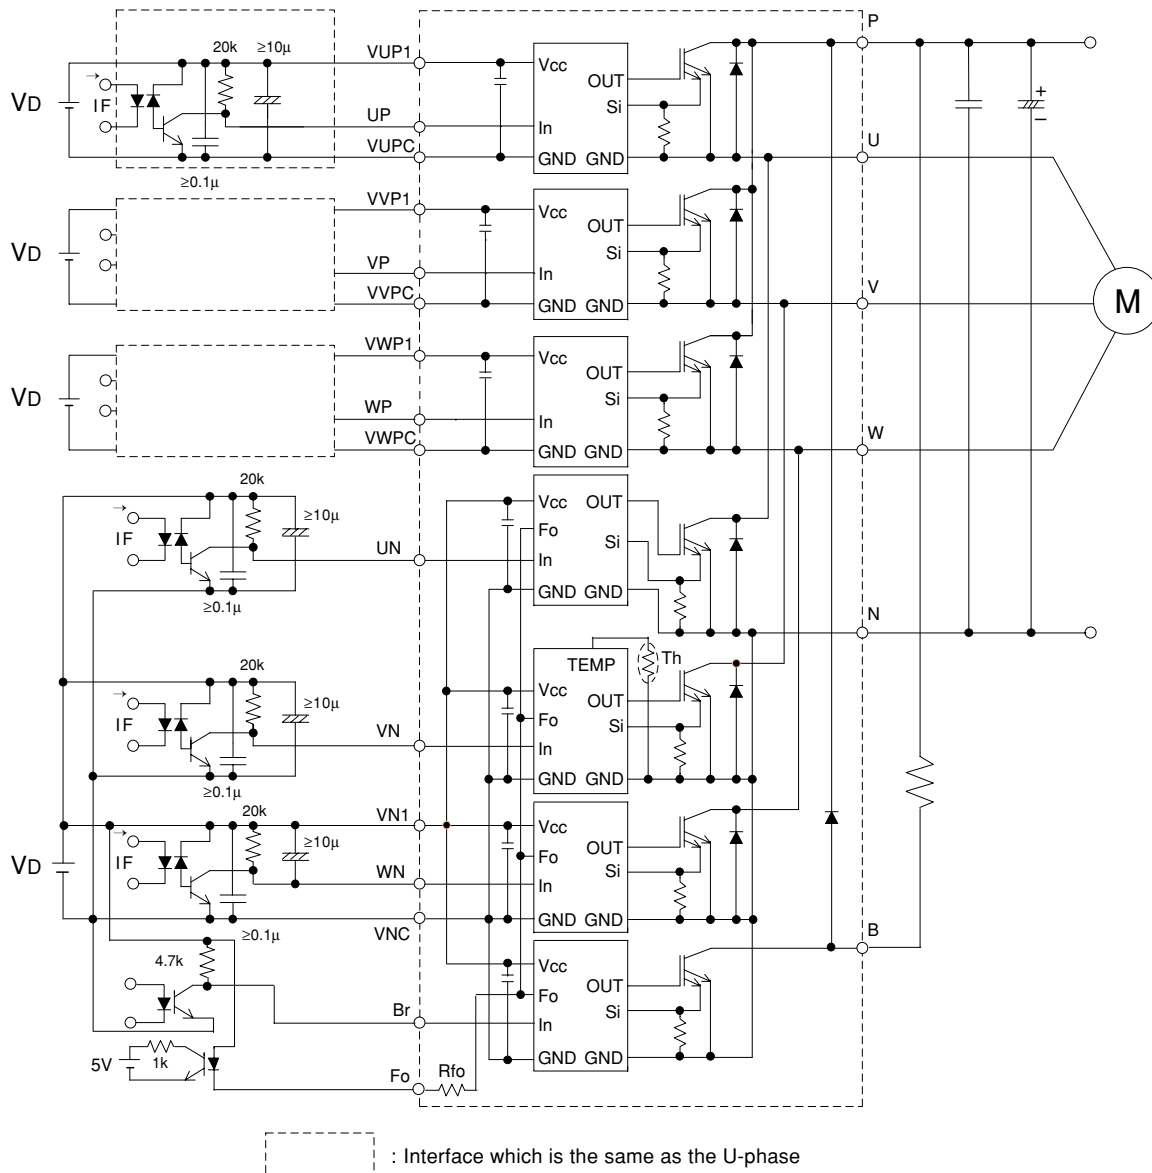 P
20k
≥10µ
VUP1
Vcc
OUT
Si
VD
→
IF
UP
In
+
–
VUPC
GND GND
U
≥0.1µ
VVP1
Vcc
OUT
Si
VD
VP
In
VVPC
GND GND
V
M
VWP1
Vcc
OUT
Si
VD
WP
In
VWPC
GND GND
W
20k
→
IF
≥10µ
Vcc OUT
Fo
Si
UN
In
GND GND
≥0.1µ
N
TEMP
Th
20k
→
IF
≥10µ
Vcc
OUT
Fo
Si
VN
In
GND GND
≥0.1µ
20k
VN1
Vcc
→
IF
≥10µ
OUT
Fo
Si
VD
WN
In
VNC
GND GND
≥0.1µ
B
4.7k
Vcc
OUT
Fo
Si
Br
In
5V
1k
GND GND
Fo
Rfo
: Interface which is the same as the U-phase